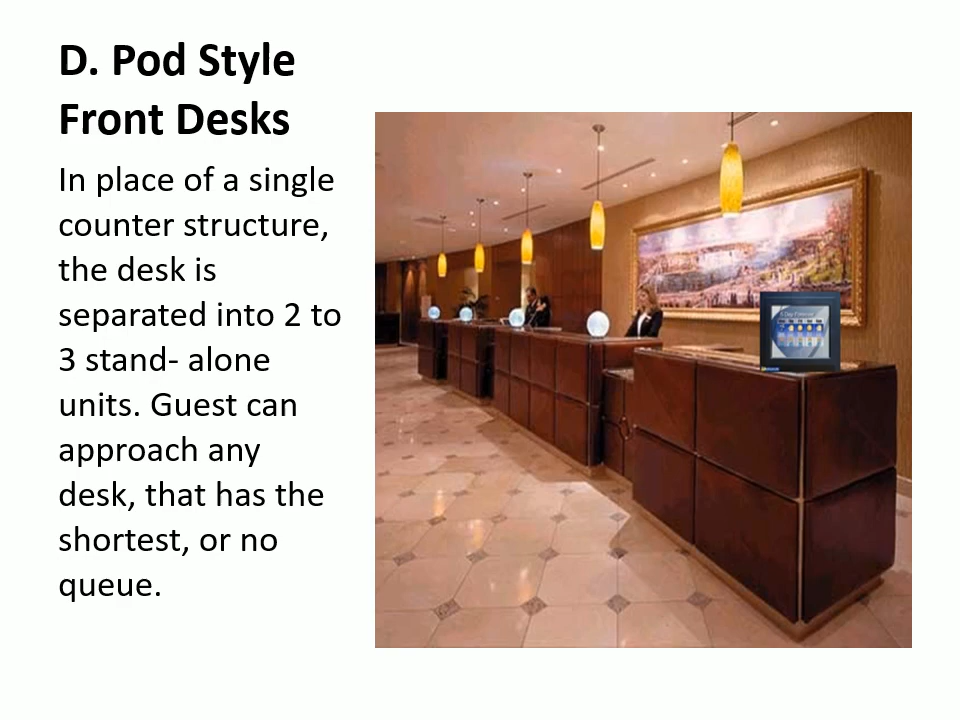 D. Pod Style
Front Desks
In place of a single
counter structure,
the desk is
separated into 2 to
3 stand- alone
units. Guest can
approach any
desk, that has the
shortest, or no
queue.